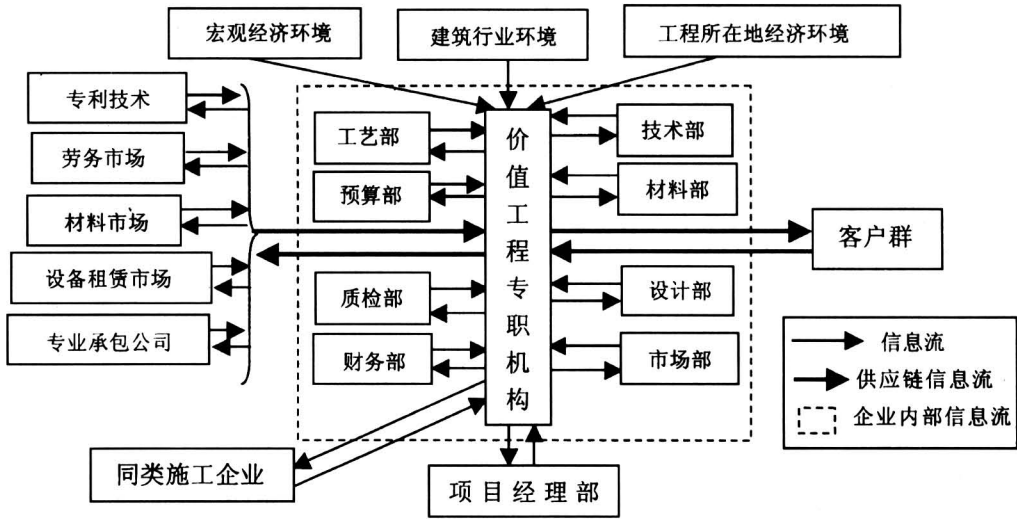 宏观经济环境
建筑行业环境
工程所在地经济环境
专利技术
劳务市场
材料市场
设备租赁市场
专业承包公司
工艺部
预算部
质检部
财务部
价值工程专职机构
技术部
材料部
设计部
市场部
客户群
信息流
供应链信息流
企业内部信息流
同类施工企业
项目经理部